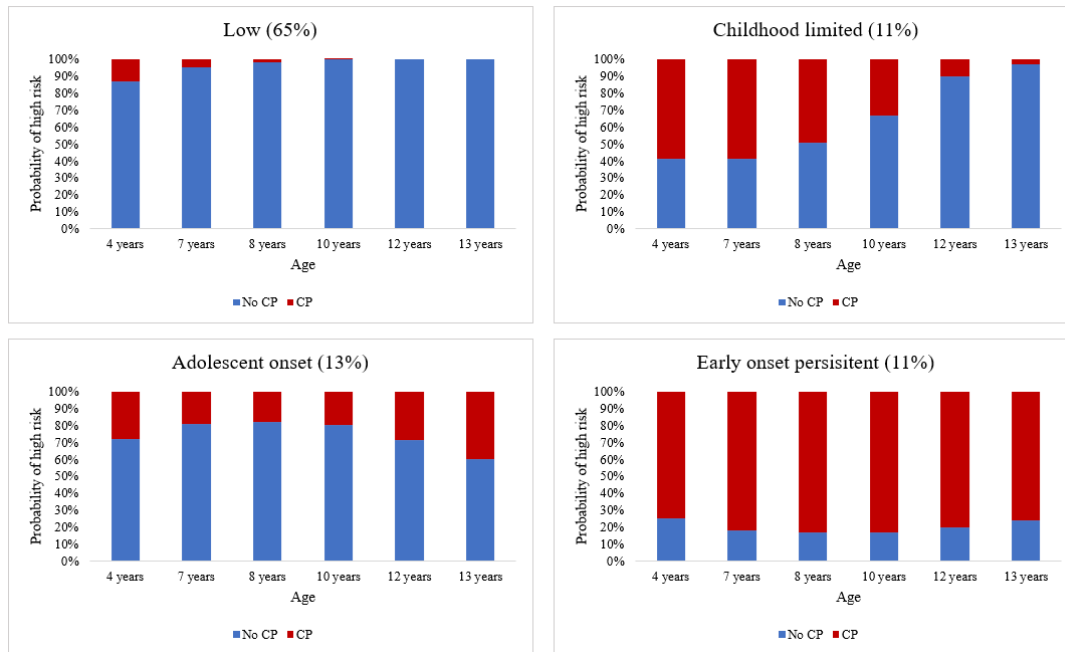 Low (65%)
Probability of high risk
100%
90%
80%
70%
60%
50%
40%
30%
20%
10%
0%
4 years 7 years 8 years 10 years 12 years 13 years
Age
No CP CP
Childhood limited (11%)
Probability of high risk
100%
90%
80%
70%
60%
50%
40%
30%
20%
10%
0%
4 years 7 years 8 years 10 years 12 years 13 years
Age
No CP CP
Adolescent onset (13%)
Probability of high risk
100%
90%
80%
70%
60%
50%
40%
30%
20%
10%
0%
4 years 7 years 8 years 10 years 12 years 13 years
Age
No CP CP
Early onset persisitent (11%)
Probability of high risk
100%
90%
80%
70%
60%
50%
40%
30%
20%
10%
0%
4 years 7 years 8 years 10 years 12 years 13 years
Age
No CP CP